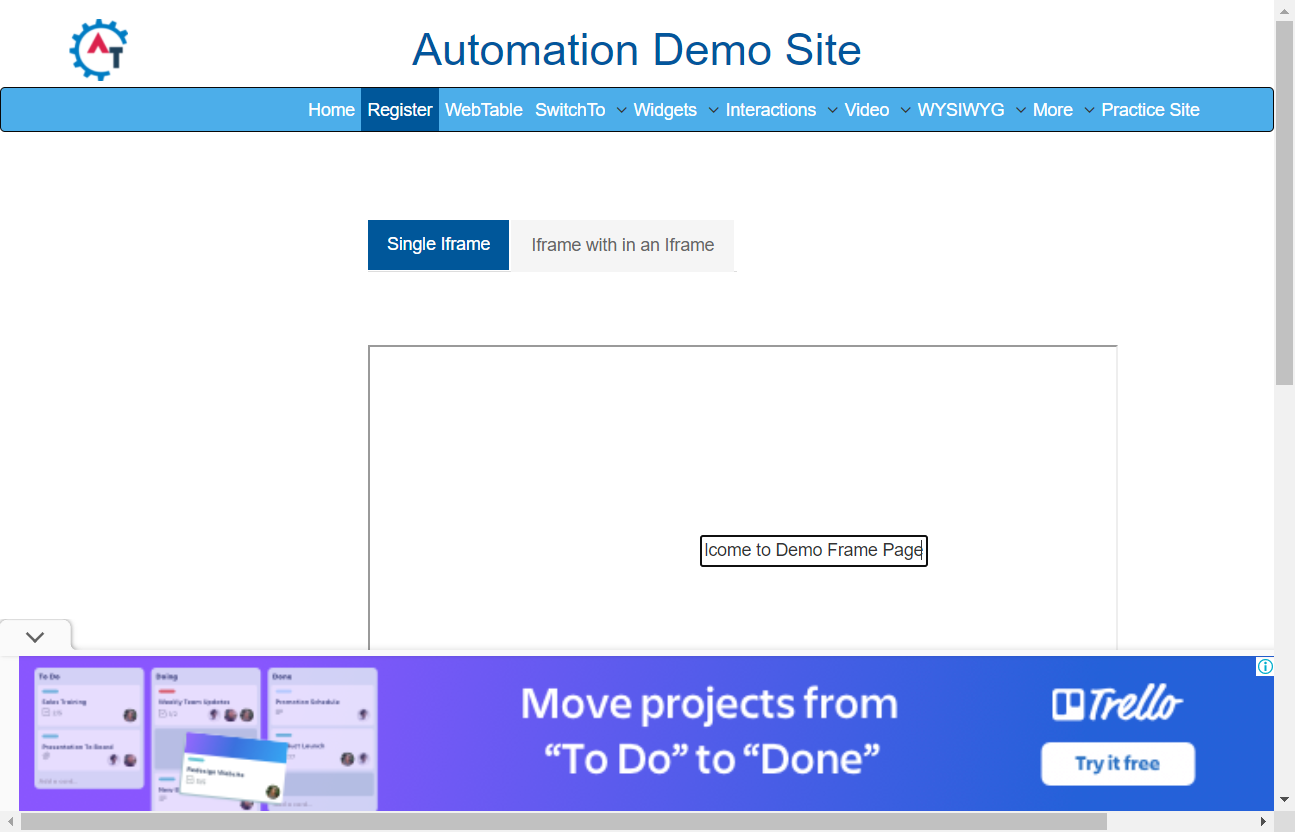 AT
Automation Demo Site
Home Register WebTable SwitchTo Widgets Interactions Video WYSIWYG More Practice Site
Single Iframe Iframe with in an Iframe
lcome to Demo Frame Page
To Do Doing Done
Sales Training Weekly Team Updates Promotion Schedule
Presentation To Board
Redesign Website
Move projects from
“To Do” to “Done”
Trello
Try it free